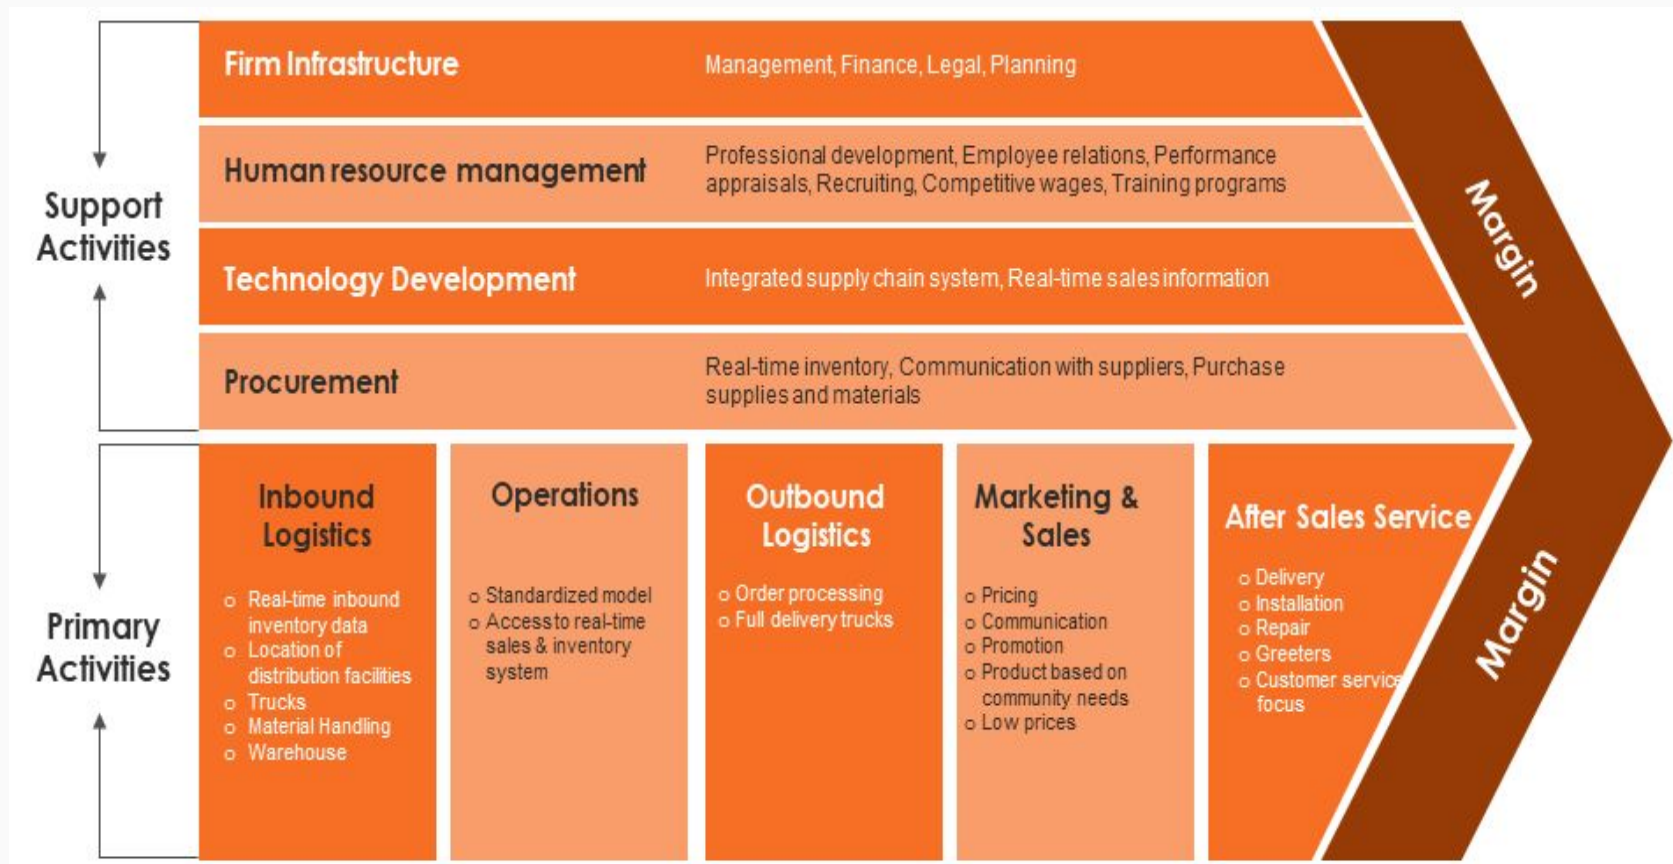 Firm Infrastructure
Management, Finance, Legal, Planning
Human resource management
Professional development, Employee relations, Performance
appraisals, Recruiting, Competitive wages, Training programs
Support
Activities
Technology Development
Integrated supply chain system, Real-time sales information
Procurement
Real-time inventory, Communication with suppliers, Purchase
supplies and materials
Margin
Primary
Activities
Inbound
Logistics
o Real-time inbound
inventory data
o Location of
distribution facilities
o Trucks
o Material Handling
o Warehouse
Operations
o Standardized model
o Access to real-time
sales & inventory
system
Outbound
Logistics
o Order processing
o Full delivery trucks
Marketing &
Sales
o Pricing
o Communication
o Promotion
o Product based on
community needs
o Low prices
After Sales Service
o Delivery
o Installation
o Repair
o Greeters
o Customer service
focus
Margin